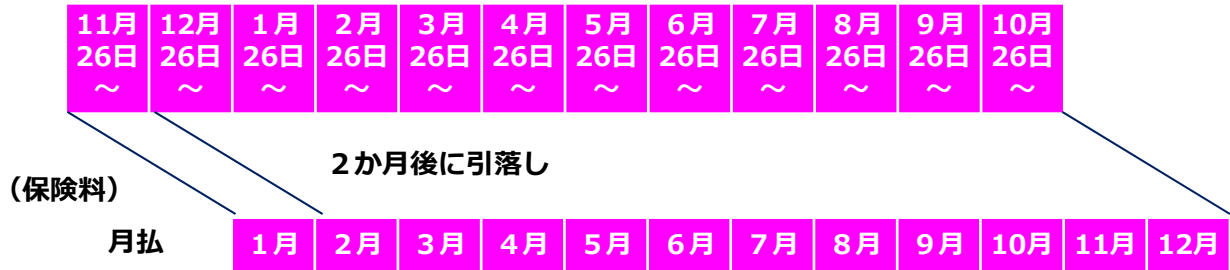 11月 12月 1月 2月 3月 4月 5月 6月 7月 8月 9月 10月
26日 26日 26日 26日 26日 26日 26日 26日 26日 26日 26日 26日
～ ～ ～ ～ ～ ～ ～ ～ ～ ～ ～ ～
２か月後に引落し
（保険料）
月払 1月 2月 3月 4月 5月 6月 7月 8月 9月 10月 11月 12月